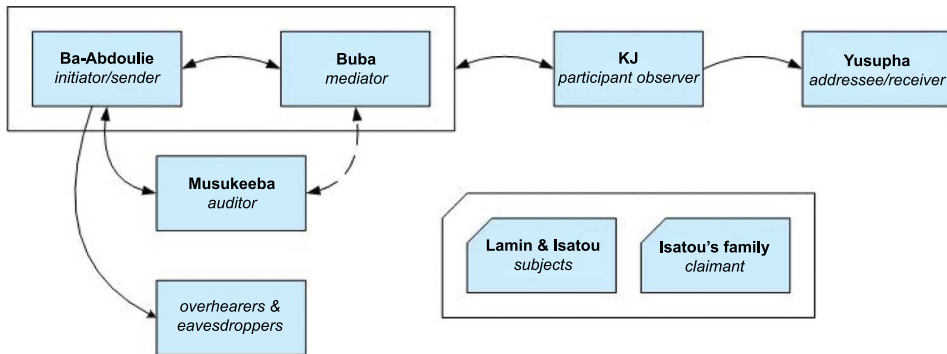 Ba-Abdoulie
initiator/sender
Buba
mediator
KJ
participant observer
Yusupha
addressee/receiver
Musukeeba
auditor
Lamin & Isatou
subjects
Isatou's family
claimant
overhearers &
eavesdroppers